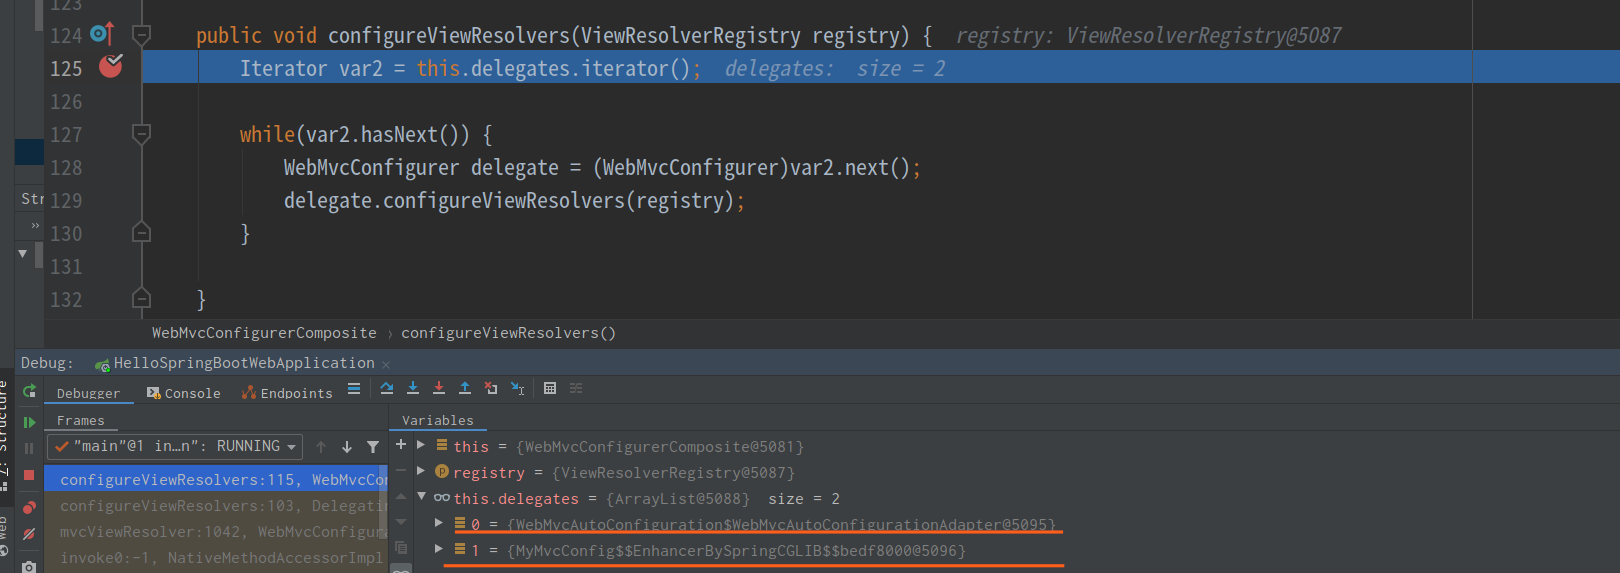 123
124 public void configureViewResolvers(ViewResolverRegistry registry) { registry: ViewResolverRegistry@5087
125 Iterator var2 = this.delegates.iterator(); delegates: size = 2
126
127 while(var2.hasNext()) {
128 WebMvcConfigurer delegate = (WebMvcConfigurer)var2.next();
129 delegate.configureViewResolvers(registry);
130 }
131
132 }
Str
WebMvcConfigurerComposite › configureViewResolvers()
Debug: HelloSpringBootWebApplication
Debugger Console Endpoints
Frames Variables
"main"@1 in...n": RUNNING
configureViewResolvers:115, WebMvcCon
configureViewResolvers:103, Delegatin
mvcViewResolver:1042, WebMvcConfigura
invoke0:-1, NativeMethodAccessorImpl
this = {WebMvcConfigurerComposite@5081}
registry = {ViewResolverRegistry@5087}
this.delegates = {ArrayList@5088} size = 2
0 = {WebMvcAutoConfiguration$WebMvcAutoConfigurationAdapter@5095}
1 = {MyMvcConfig$$EnhancerBySpringCGLIB$$bedf8000@5096}
7: Structure
Web